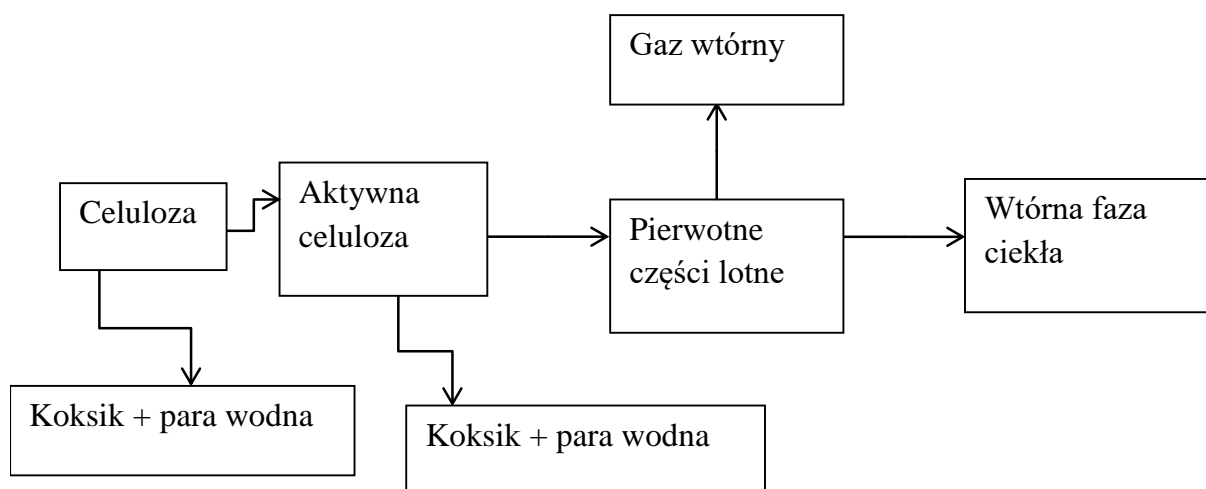 Gaz wtórny
Celuloza
Aktywna
celuloza
Pierwotne
części lotne
Wtórna faza
ciekła
Koksik + para wodna
Koksik + para wodna